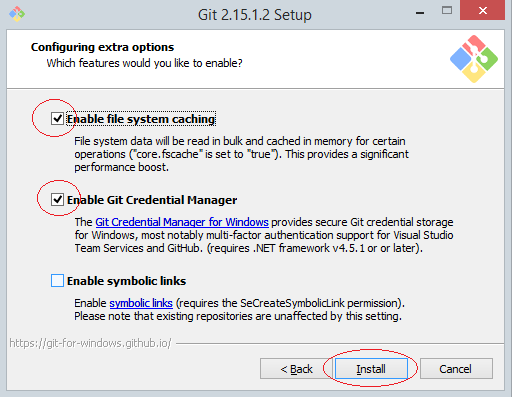 Git 2.15.1.2 Setup
Configuring extra options
Which features would you like to enable?
Enable file system caching
File system data will be read in bulk and cached in memory for certain
operations ("core.fscache" is set to "true"). This provides a significant
performance boost.
Enable Git Credential Manager
The Git Credential Manager for Windows provides secure Git credential storage
for Windows, most notably multi-factor authentication support for Visual Studio
Team Services and GitHub. (requires .NET framework v4.5.1 or or later).
Enable symbolic links
Enable symbolic links (requires the SeCreateSymbolicLink permission).
Please note that existing repositories are unaffected by this setting.
https://git-for-windows.github.io/
< Back Install Cancel